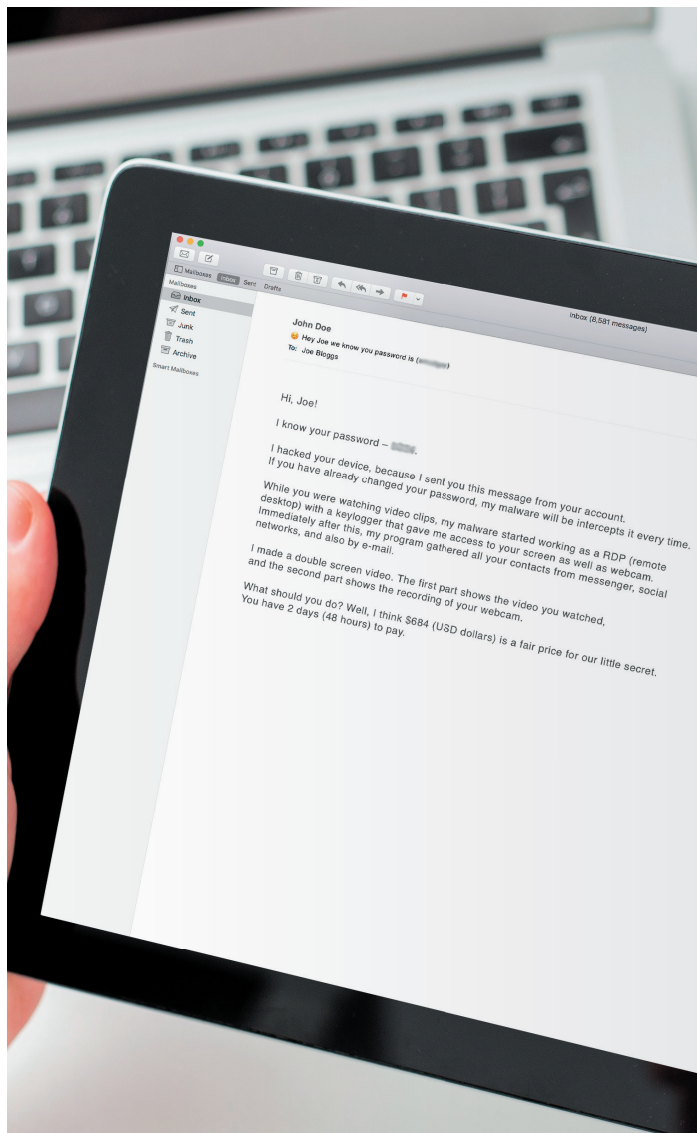 Inbox (8,581 messages)
Mailboxes Inbox Sent Drafts
Mailboxes
Inbox
Sent
Junk
Trash
Archive
Smart Mailboxes
John Doe
Hey Joe we know you password is (
)
To: Joe Bloggs
Hi, Joe!
I know your password –
.
I hacked your device, because I sent you this message from your account.
If you have already changed your password, my malware will be intercepts it every time.
While you were watching video clips, my malware started working as a RDP (remote
desktop) with a keylogger that gave me access to your screen as well as webcam.
Immediately after this, my program gathered all your contacts from messenger, social
networks, and also by e-mail.
I made a double screen video. The first part shows the video you watched,
and the second part shows the recording of your webcam.
What should you do? Well, I think $684 (USD dollars) is a fair price for our little secret.
You have 2 days (48 hours) to pay.